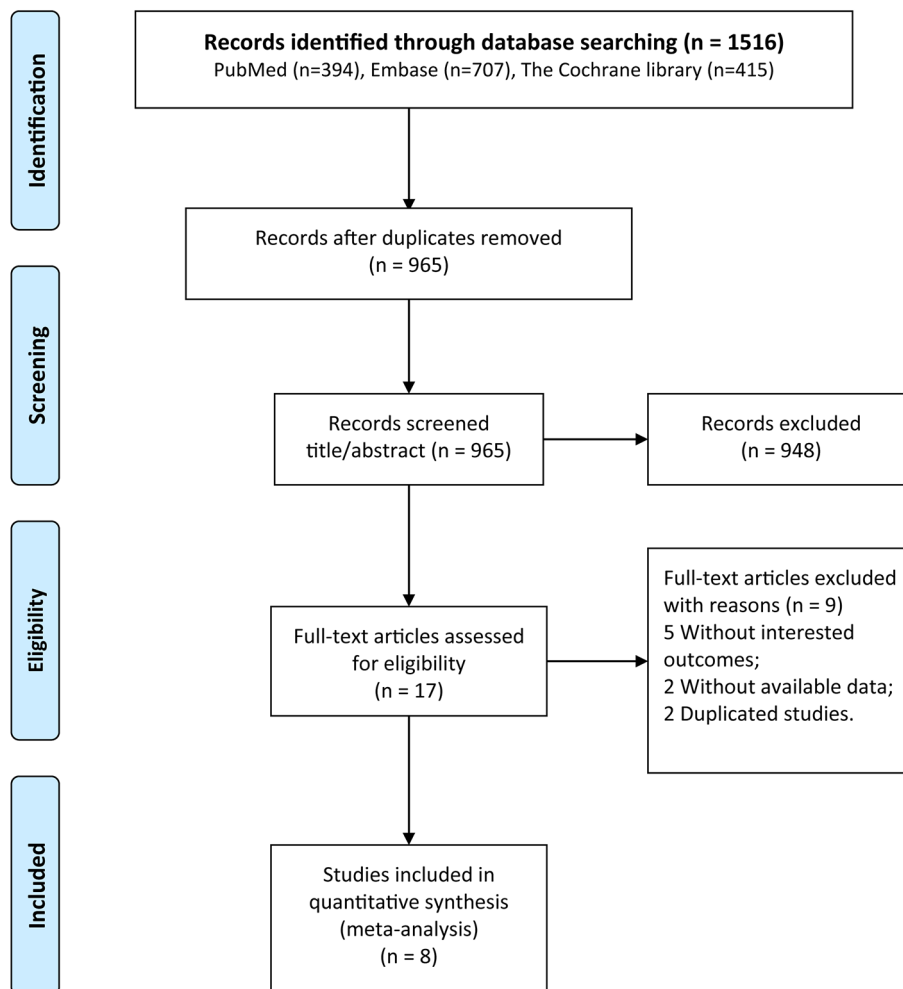 Identification
Records identified through database searching (n = 1516)
PubMed (n=394), Embase (n=707), The Cochrane library (n=415)
Records after duplicates removed
(n = 965)
Screening
Records screened
title/abstract (n = 965)
Records excluded
(n = 948)
Eligibility
Full-text articles assessed
for eligibility
(n = 17)
Full-text articles excluded
with reasons (n = 9)
5 Without interested
outcomes;
2 Without available data;
2 Duplicated studies.
Included
Studies included in
quantitative synthesis
(meta-analysis)
(n = 8)